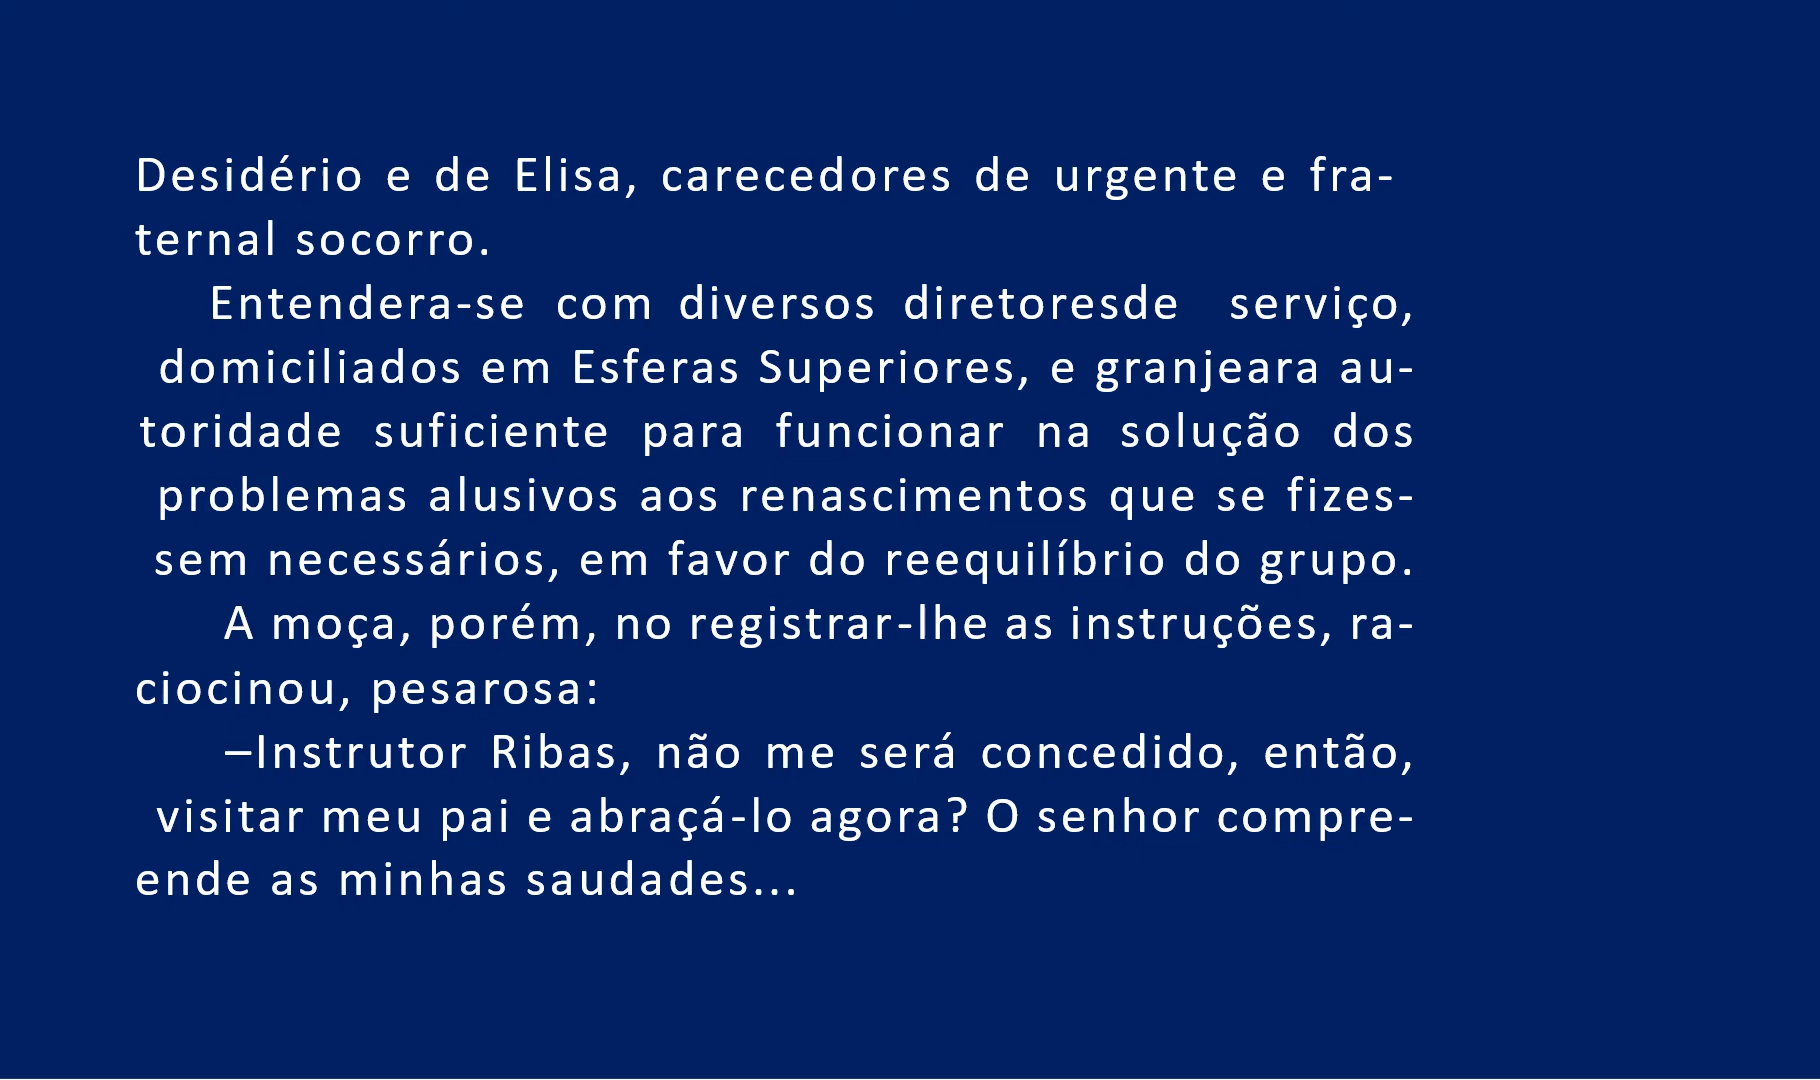 Desidério e de Elisa, carecedores de urgente e fra-
ternal socorro.
Entendera-se com diversos diretoresde serviço,
domiciliados em Esferas Superiores, e granjeara au-
toridade suficiente para funcionar na solução dos
problemas alusivos aos renascimentos que se fizes-
sem necessários, em favor do reequilíbrio do grupo.
A moça, porém, no registrar-lhe as instruções, ra-
ciocinou, pesarosa:
–Instrutor Ribas, não me será concedido, então,
visitar meu pai e abraçá-lo agora? O senhor compre-
ende as minhas saudades...